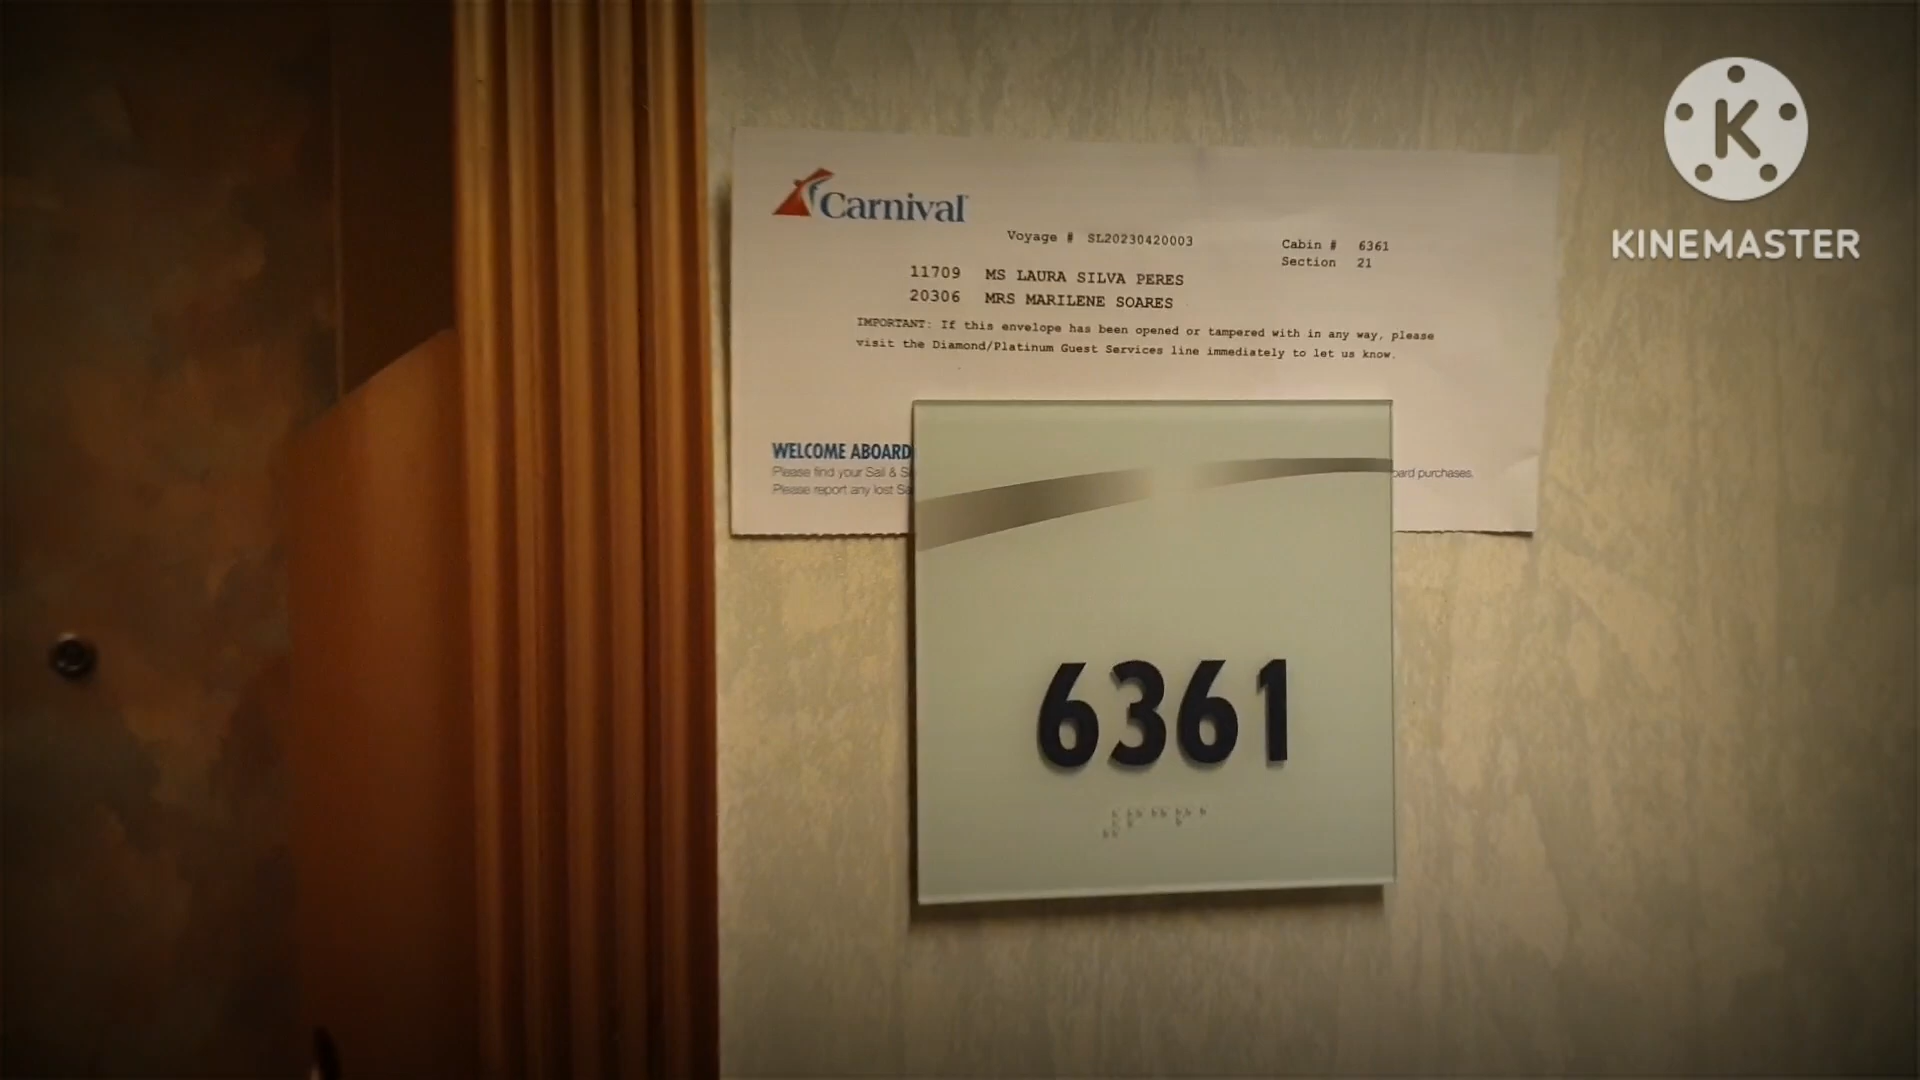 Carnival
Voyage # SL20230420003
Cabin # 6361
Section 21
11709 MS LAURA SILVA PERES
20306 MRS MARILENE SOARES
IMPORTANT: If this envelope has been opened or tampered with in any way, please
visit the Diamond/Platinum Guest Services line immediately to let us know.
WELCOME ABOARD
Please find your Sail & S
ard purchases.
Please report any lost Sa
6361
K
KINEMASTER